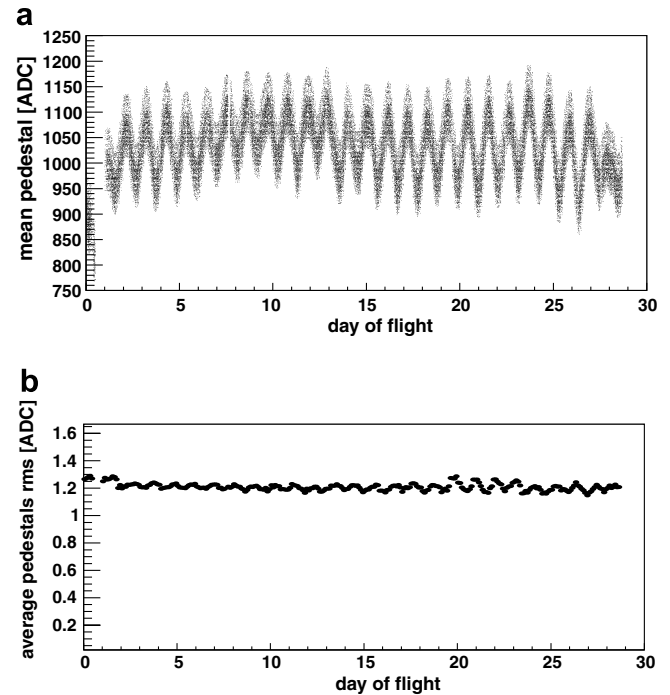 a
mean pedestal [ADC]
1250
1200
1150
1100
1050
1000
950
900
850
800
750
0 5 10 15 20 25 30
day of flight
b
average pedestals rms [ADC]
1.6
1.4
1.2
1
0.8
0.6
0.4
0.2
0 5 10 15 20 25 30
day of flight